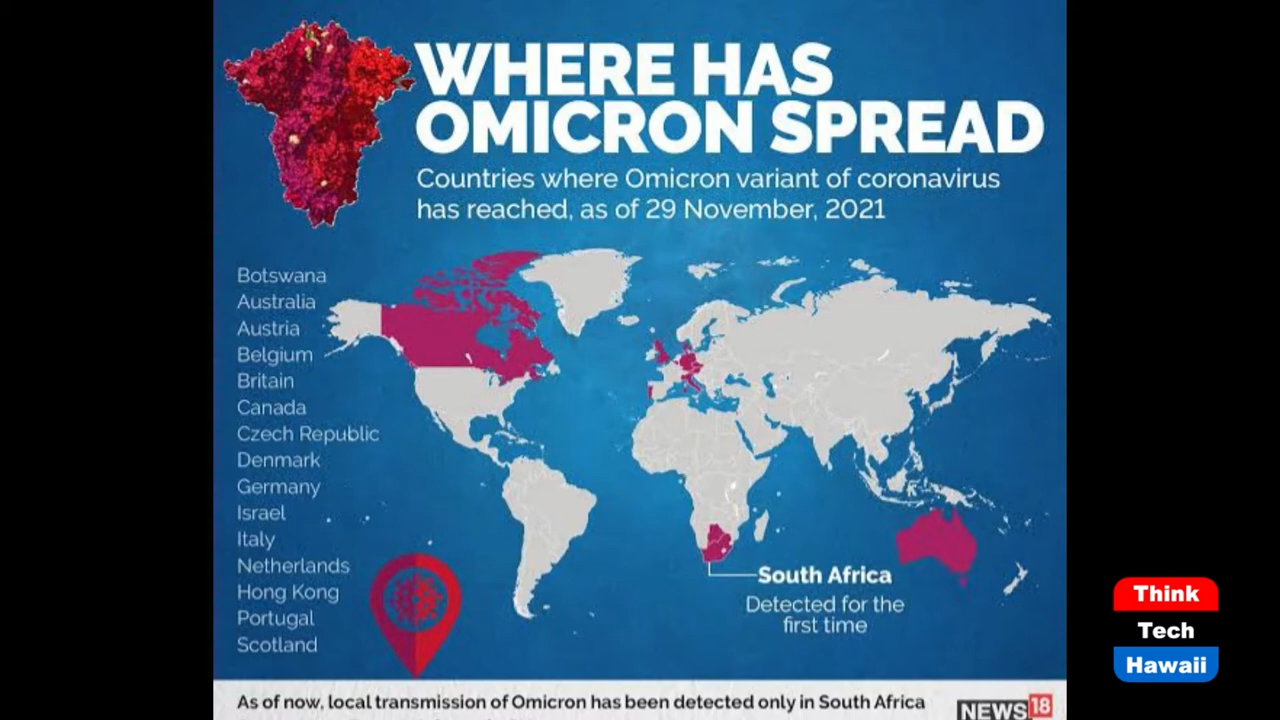 WHERE HAS
OMICRON SPREAD
Countries where Omicron variant of coronavirus
has reached, as of 29 November, 2021
Botswana
Australia
Austria
Belgium
Britain
Canada
Czech Republic
Denmark
Germany
Israel
Italy
Netherlands
Hong Kong
Portugal
Scotland
South Africa
Detected for the
first time
As of now, local transmission of Omicron has been detected only in South Africa
NEWS18
Think
Tech
Hawaii